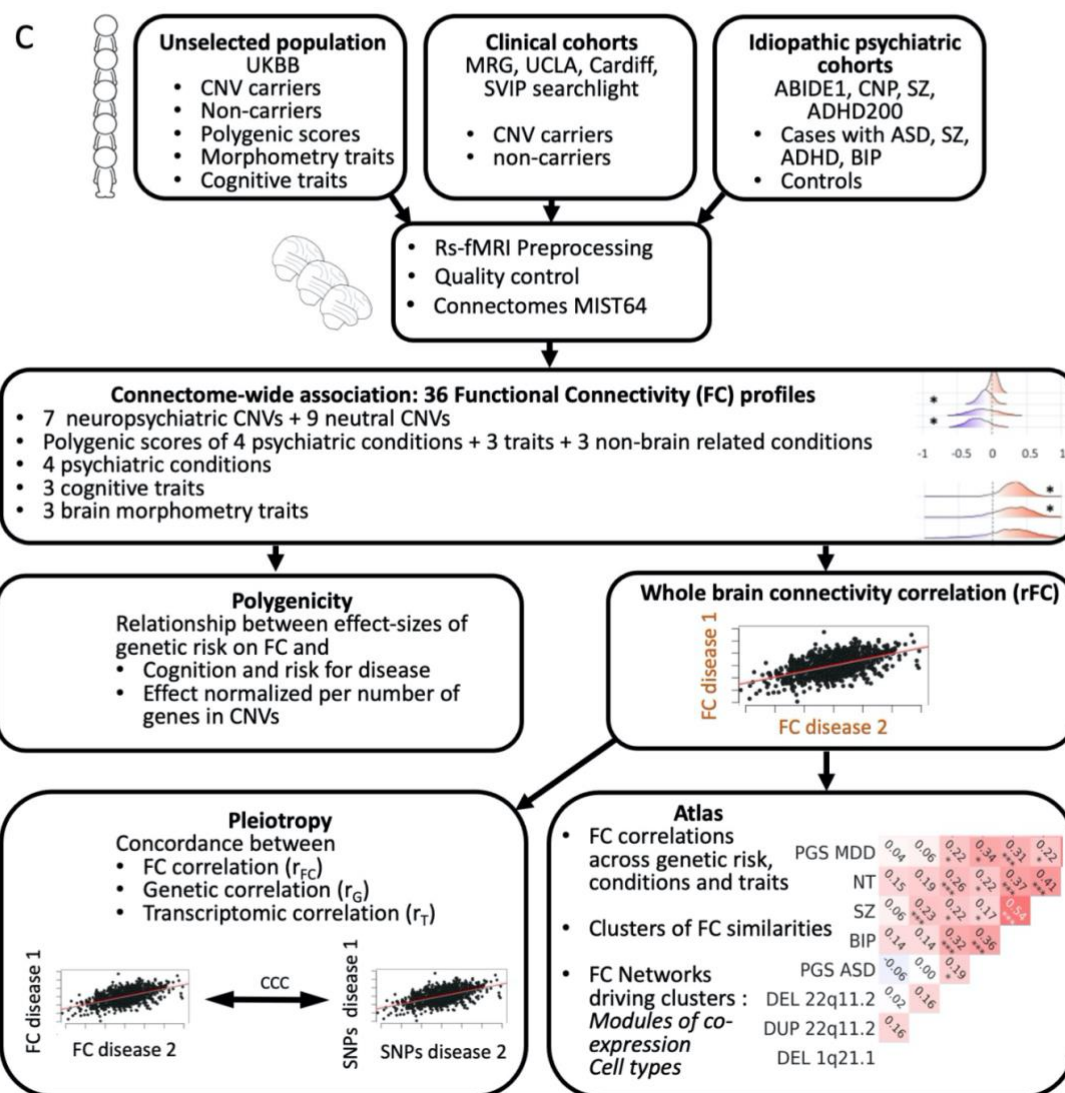 C
Unselected population
UKBB
• CNV carriers
• Non-carriers
• Polygenic scores
• Morphometry traits
• Cognitive traits
Clinical cohorts
MRG, UCLA, Cardiff,
SVIP searchlight
• CNV carriers
• non-carriers
Idiopathic psychiatric
cohorts
ABIDE1, CNP, SZ,
ADHD200
• Cases with ASD, SZ,
ADHD, BIP
• Controls
• Rs-fMRI Preprocessing
• Quality control
• Connectomes MIST64
Connectome-wide association: 36 Functional Connectivity (FC) profiles
• 7 neuropsychiatric CNVs + 9 neutral CNVs
• Polygenic scores of 4 psychiatric conditions + 3 traits + 3 non-brain related conditions
• 4 psychiatric conditions
• 3 cognitive traits
• 3 brain morphometry traits
*
*
-1 -0.5 0 0.5 1
*
*
Polygenicity
Relationship between effect-sizes of
genetic risk on FC and
• Cognition and risk for disease
• Effect normalized per number of
genes in CNVs
Whole brain connectivity correlation (rFC)
FC disease 1
FC disease 2
Pleiotropy
Concordance between
• FC correlation (rFC)
• Genetic correlation (rG)
• Transcriptomic correlation (rT)
FC disease 1
FC disease 2
CCC
SNPs disease 1
SNPs disease 2
Atlas
• FC correlations
across genetic risk,
conditions and traits
• Clusters of FC similarities
• FC Networks
driving clusters :
Modules of co-
expression
Cell types
PGS MDD 0.04 0.06 0.22 * 0.34 * 0.31 *** 0.22 *
NT 0.15 0.19 0.26 *** 0.22 * 0.37 *** 0.41 ***
SZ 0.06 0.23 *** 0.22 * 0.17 * 0.54 ***
BIP 0.14 0.14 0.32 *** 0.36 ***
PGS ASD -0.06 0.00 0.19 *
DEL 22q11.2 0.02 0.16
DUP 22q11.2 0.16
DEL 1q21.1